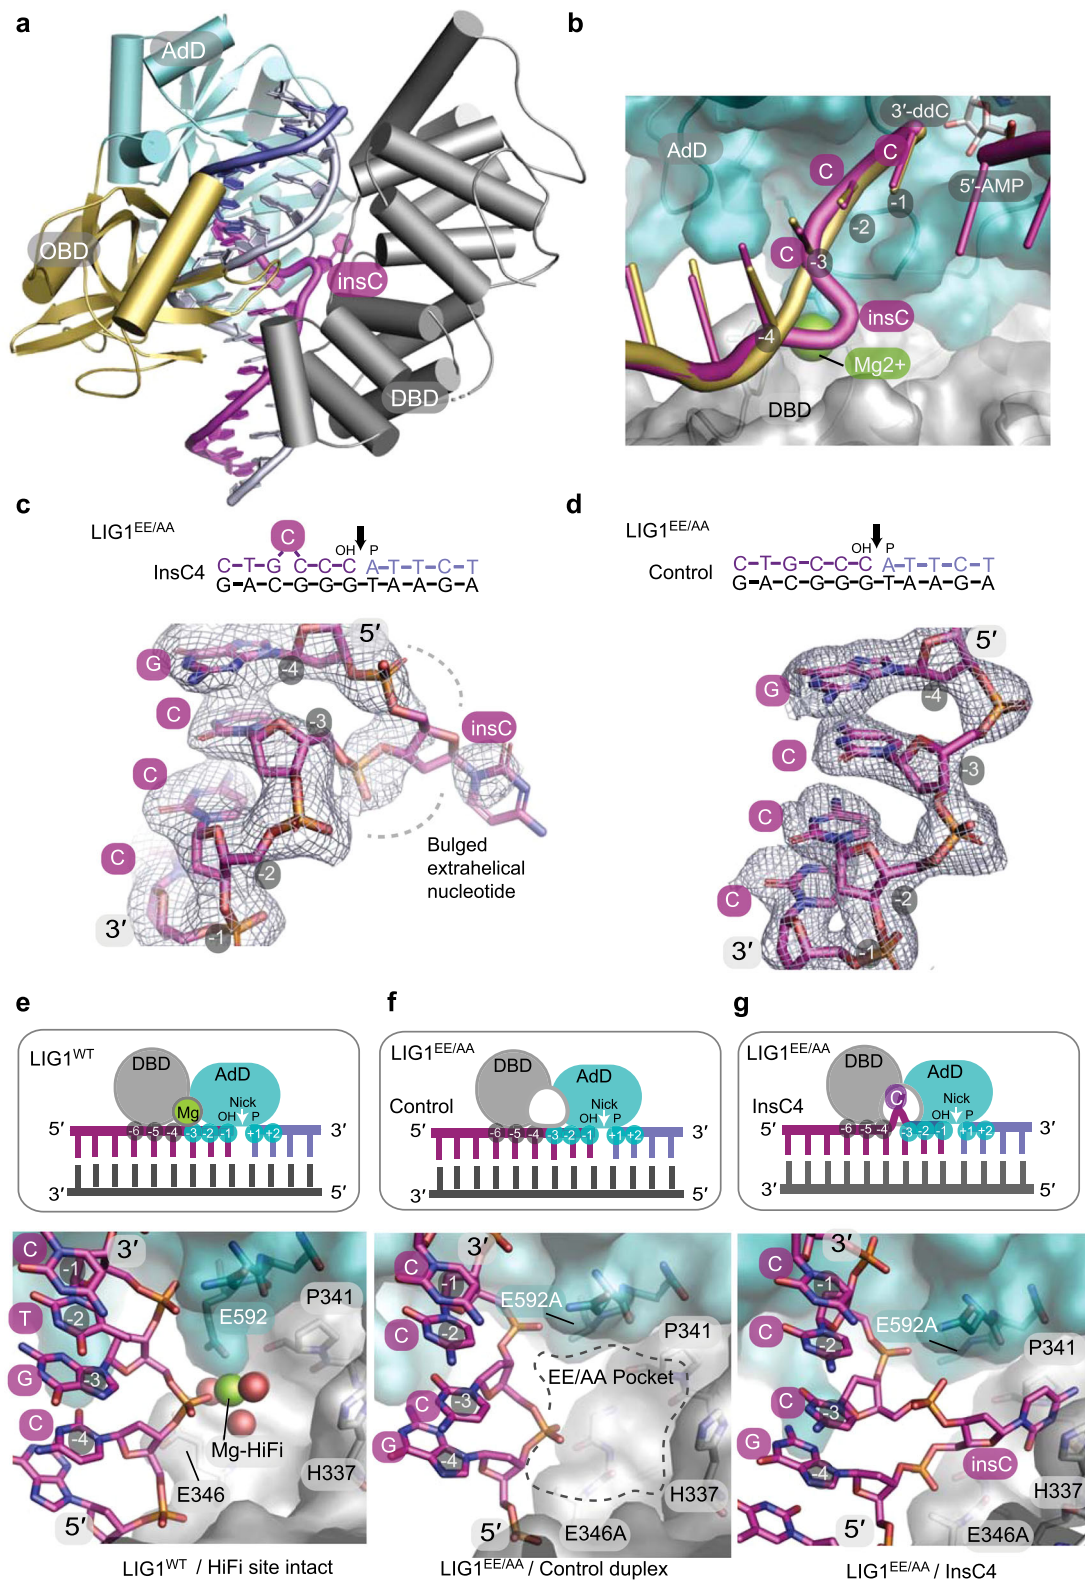 a
AdD
OBD
insC
DBD
b
3′-ddC
AdD
C
C
-1
5′-AMP
-2
C
-3
insC
-4
Mg2+
DBD
c
LIG1EE/AA
C
OH P
InsC4
C-T-G C-C-C A-T-T-C-T
G-A-C-G-G-G-T-A-A-G-A
5′
G
-4
C
-3
insC
C
C
-2
Bulged
extrahelical
nucleotide
3′
-1
d
LIG1EE/AA
OH P
Control
C-T-G-C-C-C A-T-T-C-T
G-A-C-G-G-G-T-A-A-G-A
5′
G
-4
C
-3
C
C
-2
3′
-1
e
LIG1WT
DBD
AdD
Mg
Nick
OH P
5′
-6 -5 -4 -3 -2 -1 +1 +2
3′
3′
5′
C
3′
-1
T
-2
E592
P341
G
-3
C
-4
Mg-HiFi
E346
H337
5′
LIG1WT / HiFi site intact
f
LIG1EE/AA
DBD
AdD
Control
Nick
OH P
5′
-6 -5 -4 -3 -2 -1 +1 +2
3′
3′
5′
C
3′
-1
E592A
C
-2
P341
EE/AA Pocket
C
-3
G
-4
H337
5′
E346A
LIG1EE/AA / Control duplex
g
LIG1EE/AA
DBD
AdD
InsC4
C
Nick
OH P
5′
-6 -5 -4 -3 -2 -1 +1 +2
3′
3′
5′
3′
C
-1
E592A
C
-2
P341
C
-3
G
insC
-4
H337
5′
E346A
LIG1EE/AA / InsC4